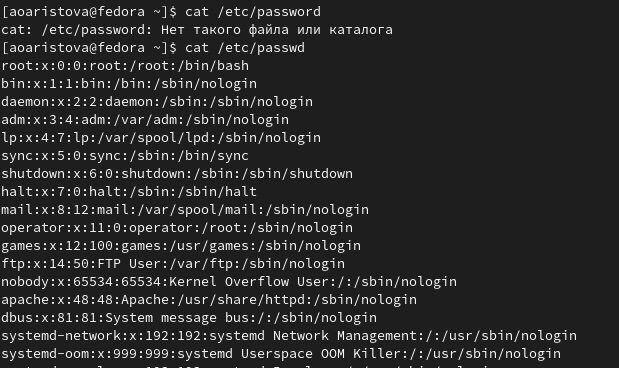 [aoaristova@fedora ~]$ cat /etc/password
cat: /etc/password: Нет такого файла или каталога
[aoaristova@fedora ~]$ cat /etc/passwd
root:x:0:0:root:/root:/bin/bash
bin:x:1:1:bin:/bin:/sbin/nologin
daemon:x:2:2:daemon:/sbin:/sbin/nologin
adm:x:3:4:adm:/var/adm:/sbin/nologin
lp:x:4:7:lp:/var/spool/lpd:/sbin/nologin
sync:x:5:0:sync:/sbin:/bin/sync
shutdown:x:6:0:shutdown:/sbin:/sbin/shutdown
halt:x:7:0:halt:/sbin:/sbin/halt
mail:x:8:12:mail:/var/spool/mail:/sbin/nologin
operator:x:11:0:operator:/root:/sbin/nologin
games:x:12:100:games:/usr/games:/sbin/nologin
ftp:x:14:50:FTP User:/var/ftp:/sbin/nologin
nobody:x:65534:65534:Kernel Overflow User:/:/sbin/nologin
apache:x:48:48:Apache:/usr/share/httpd:/sbin/nologin
dbus:x:81:81:System message bus:/:/sbin/nologin
systemd-network:x:192:192:systemd Network Management:/:/usr/sbin/nologin
systemd-oom:x:999:999:systemd Userspace OOM Killer:/:/usr/sbin/nologin